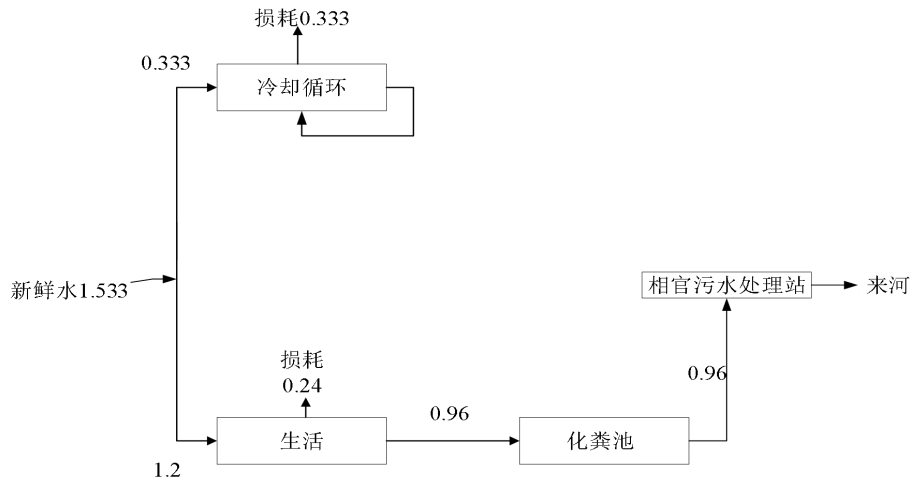 损耗0.333
0.333
冷却循环
新鲜水1.533
相官污水处理站
来河
损耗
0.24
0.96
0.96
生活
化粪池
1.2